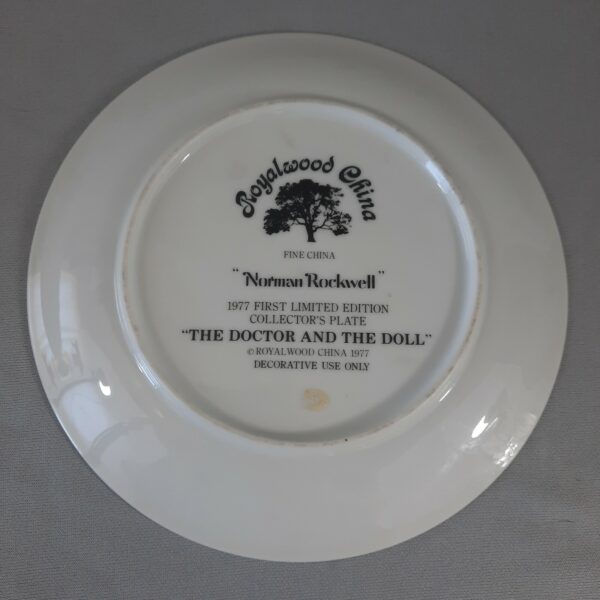 Royalwood China
FINE CHINA
"Norman Rockwell"
1977 FIRST LIMITED EDITION
COLLECTOR'S PLATE
"THE DOCTOR AND THE DOLL"
© ROYALWOOD CHINA 1977
DECORATIVE USE ONLY